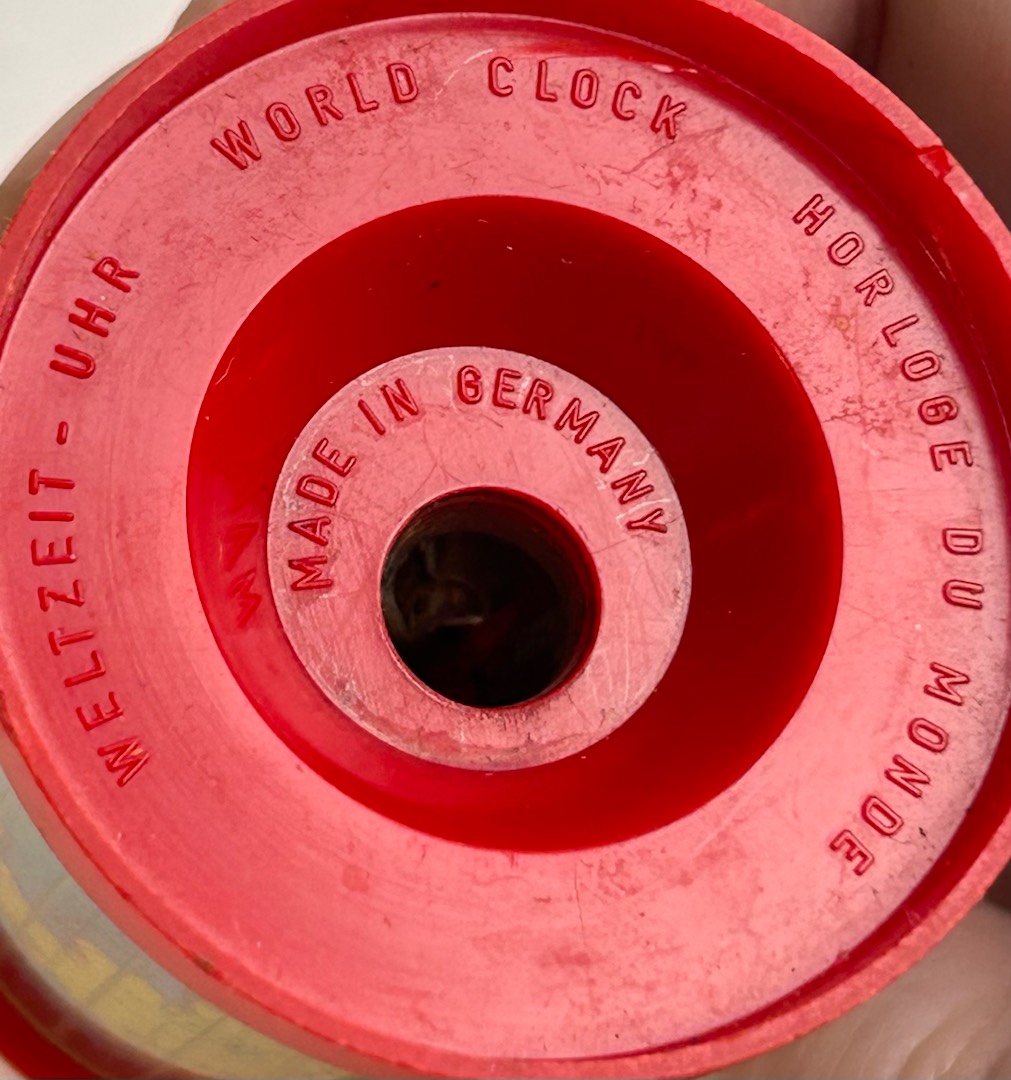 WELTZEIT-UHR
WORLD CLOCK
HORLOGE DU MONDE
MADE IN GERMANY